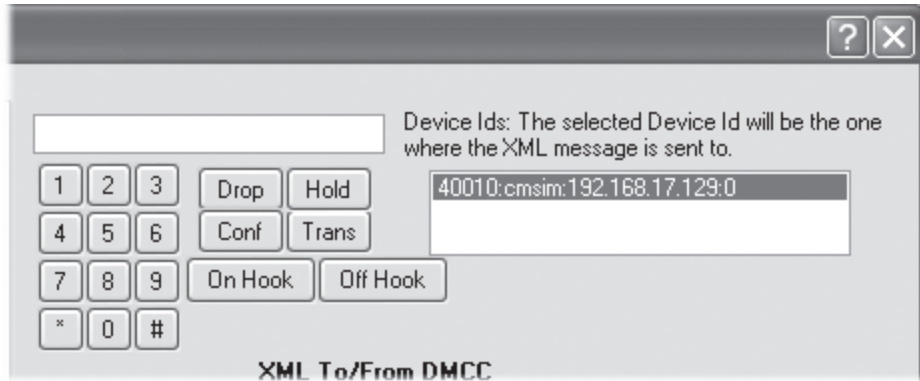 ? X
Device Ids: The selected Device Id will be the one
where the XML message is sent to.
40010:cmsim:192.168.17.129:0
1 2 3 Drop Hold
4 5 6 Conf Trans
7 8 9 On Hook Off Hook
* 0 #
XML To/From DMCC